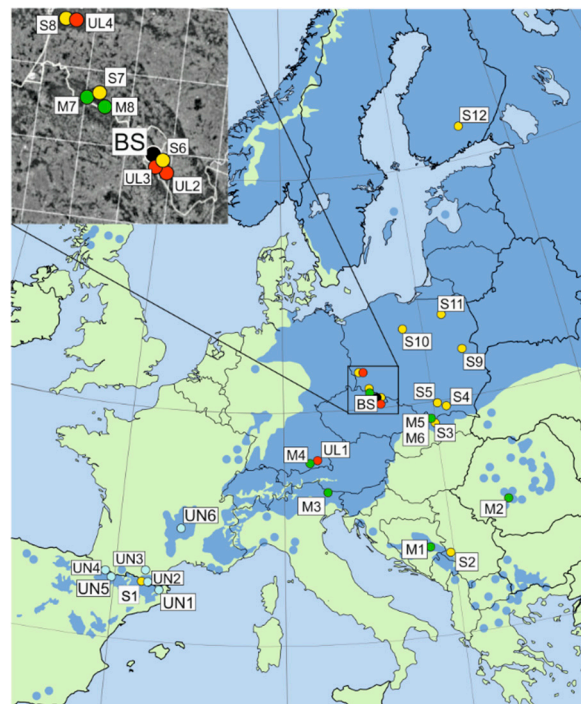 S8 UL4
S7
M7 M8
BS S6
UL3 UL2
S12
S11
S10
S9
S5 S4
BS
M5
M6 S3
M4 UL1
M3
M2
UN6
M1
S2
UN4 UN3
UN5 UN2
S1
UN1